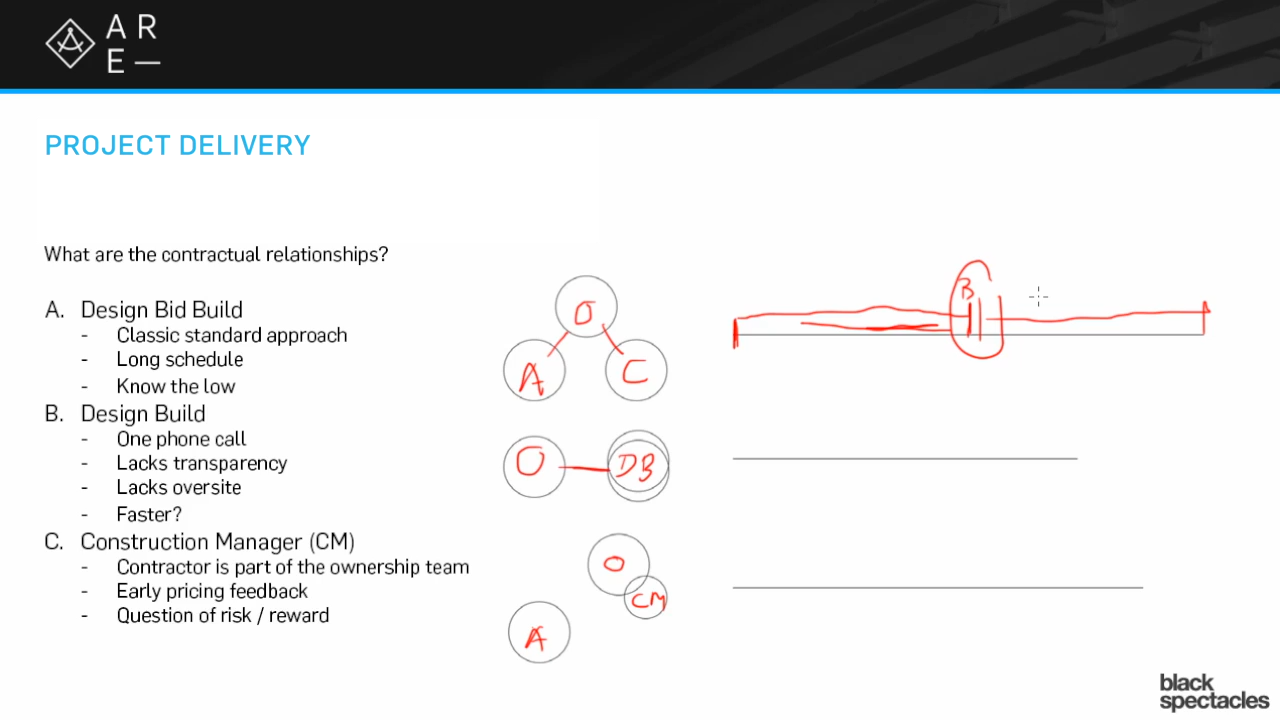 A R
E —
PROJECT DELIVERY
What are the contractual relationships?
A. Design Bid Build
- Classic standard approach
- Long schedule
- Know the low
B. Design Build
- One phone call
- Lacks transparency
- Lacks oversite
- Faster?
C. Construction Manager (CM)
- Contractor is part of the ownership team
- Early pricing feedback
- Question of risk / reward
O
A C
O DB
O
CM
A
B
black
spectacles